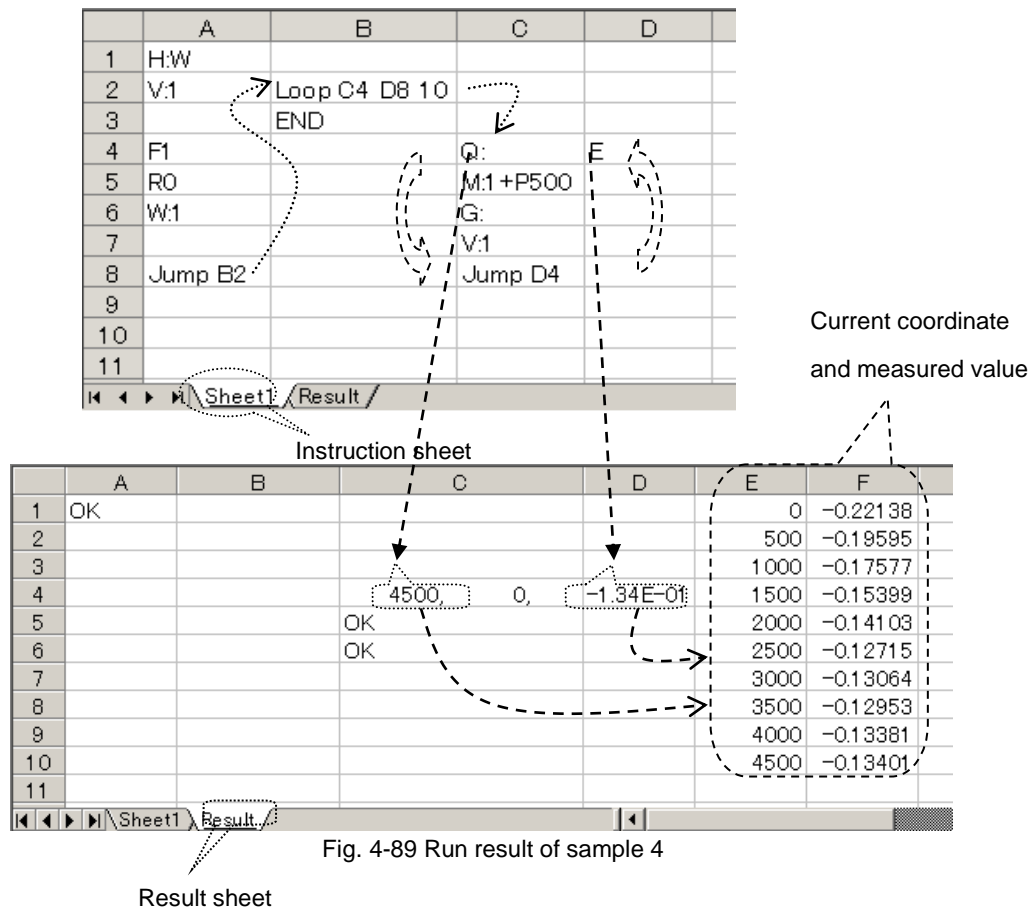 A B C D
1 H:W
2 V:1 Loop C4 D8 10
3 END
4 F1 Q: E
5 R0 M:1+P500
6 W:1 G:
7 V:1
8 Jump B2 Jump D4
9
10
11
Sheet1 Result
Current coordinate
and measured value
Instruction sheet
A B C D E F
1 OK 0 -0.22138
2 500 -0.19595
3 1000 -0.17577
4 4500, 0, -1.34E-01 1500 -0.15399
5 OK 2000 -0.14103
6 OK 2500 -0.12715
7 3000 -0.13064
8 3500 -0.12953
9 4000 -0.13381
10 4500 -0.13401
11
Sheet1 Result
Fig. 4-89 Run result of sample 4
Result sheet